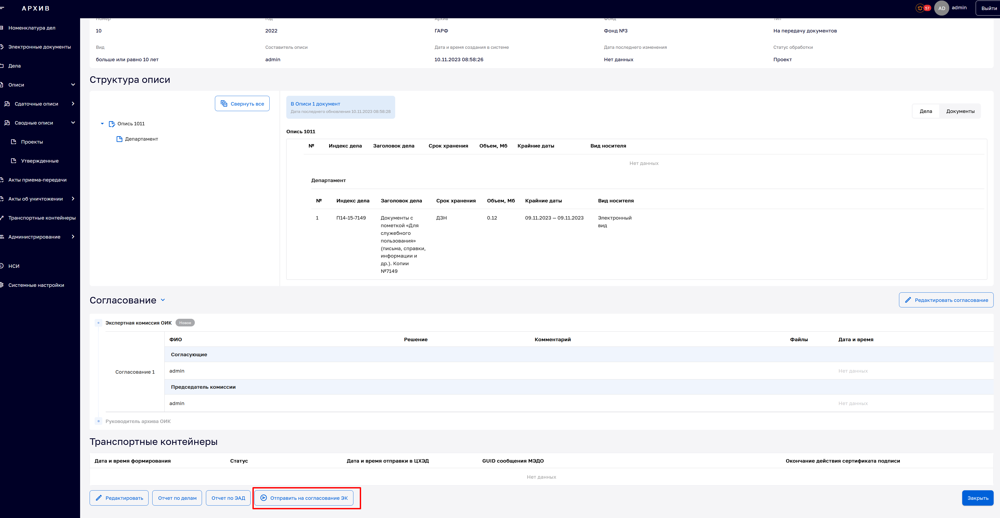 АРХИВ
57
AD
admin
Выйти
Номенклатура дел
Электронные документы
Дела
Описи
Сдаточные описи
Сводные описи
Проекты
Утвержденные
Акты приема-передачи
Акты об уничтожении
Транспортные контейнеры
Администрирование
НСИ
Системные настройки
Номер Год Архив Фонд Тип
10 2022 ГАРФ Фонд №3 На передачу документов
Вид Составитель описи Дата и время создания в системе Дата последнего изменения Статус обработки
больше или равно 10 лет admin 10.11.2023 08:58:26 Нет данных Проект
Структура описи
Свернуть все
Опись 1011
Департамент
В Описи 1 документ
Дата последнего обновления 10.11.2023 08:58:28
Дела Документы
Опись 1011
№ Индекс дела Заголовок дела Срок хранения Объем, Мб Крайние даты Вид носителя
Нет данных
Департамент
№ Индекс дела Заголовок дела Срок хранения Объем, Мб Крайние даты Вид носителя
1 П14-15-7149 Документы с ДЗН 0.12 09.11.2023 — 09.11.2023 Электронный
пометкой «Для вид
служебного
пользования»
(письма, справки,
информации и
др.). Копии
№7149
Согласование
Редактировать согласование
Экспертная комиссия ОИК Новое
ФИО Решение Комментарий Файлы Дата и время
Согласующие
Согласование 1
admin Нет данных
Председатель комиссии
admin Нет данных
Руководитель архива ОИК
Транспортные контейнеры
Дата и время формирования Статус Дата и время отправки в ЦХЭД GUID сообщения МЭДО Окончание действия сертификата подписи
Нет данных
Редактировать Отчет по делам Отчет по ЭАД Отправить на согласование ЭК Закрыть